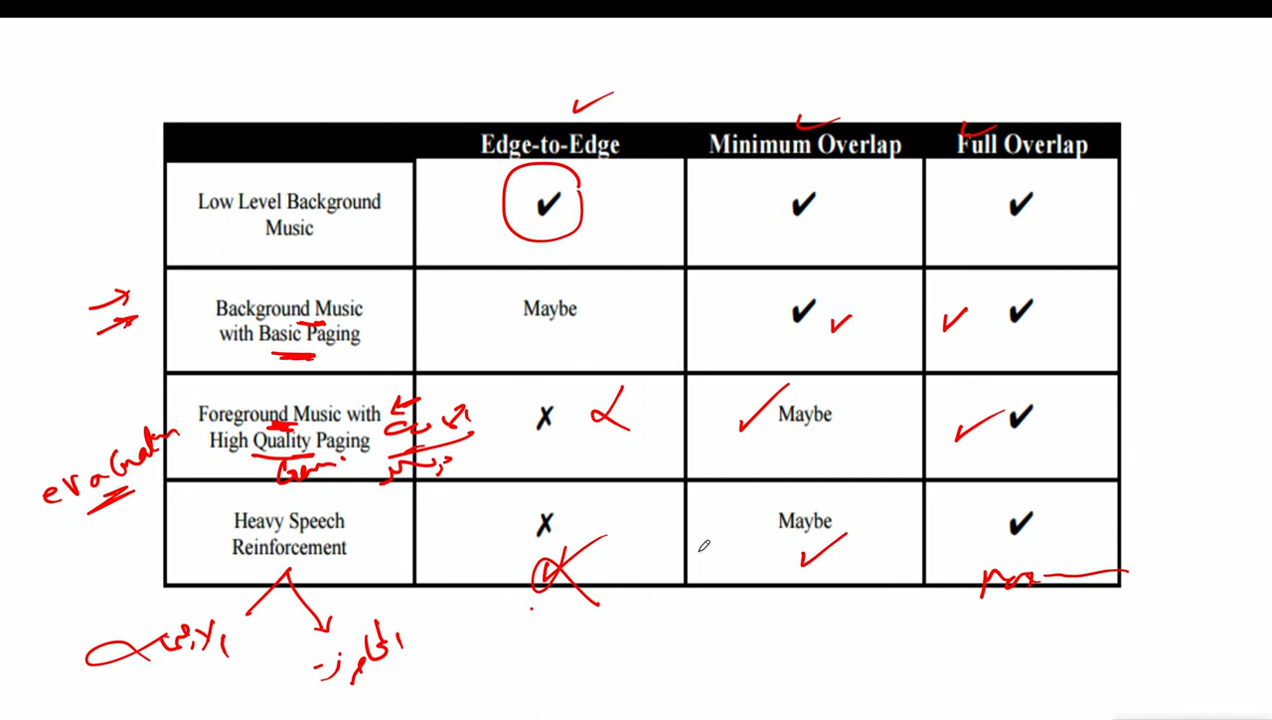 Edge-to-Edge Minimum Overlap Full Overlap
Low Level Background
Music
✔ ✔ ✔
Background Music
with Basic Paging
Maybe ✔ ✔
Foreground Music with
High Quality Paging
✗ Maybe ✔
evacuation
Heavy Speech
Reinforcement
✗ Maybe ✔